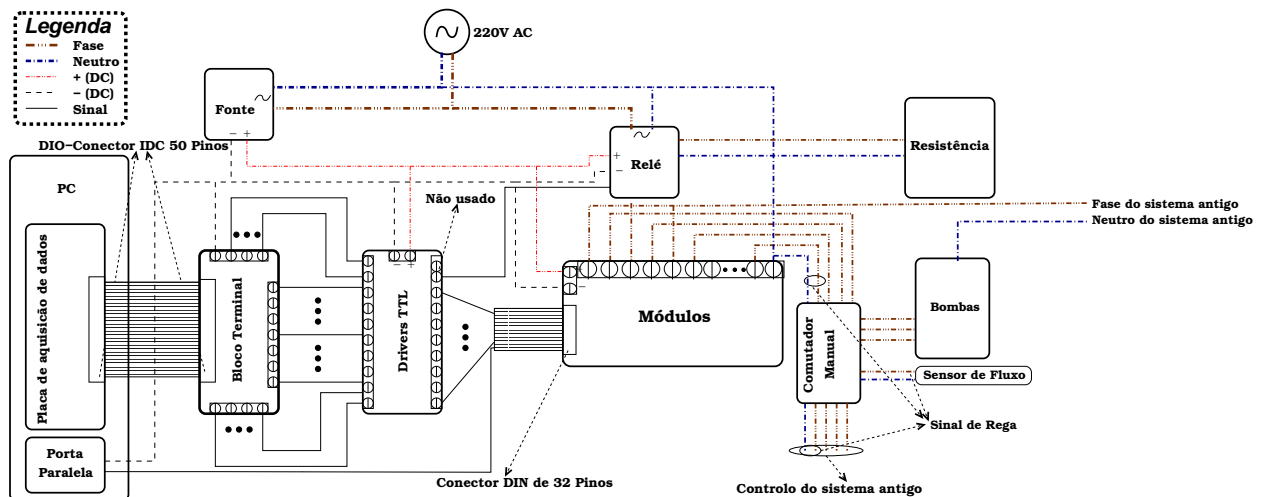 Legenda
Fase
Neutro
+ (DC)
− (DC)
Sinal
220V AC
Fonte
− +
DIO−Conector IDC 50 Pinos
PC
Placa de aquisição de dados
Porta
Paralela
Bloco Terminal
Drivers TTL
− +
Não usado
Relé
+
−
Resistência
Fase do sistema antigo
Neutro do sistema antigo
Módulos
−
Comutador
Manual
Bombas
Sensor de Fluxo
Sinal de Rega
Conector DIN de 32 Pinos
Controlo do sistema antigo